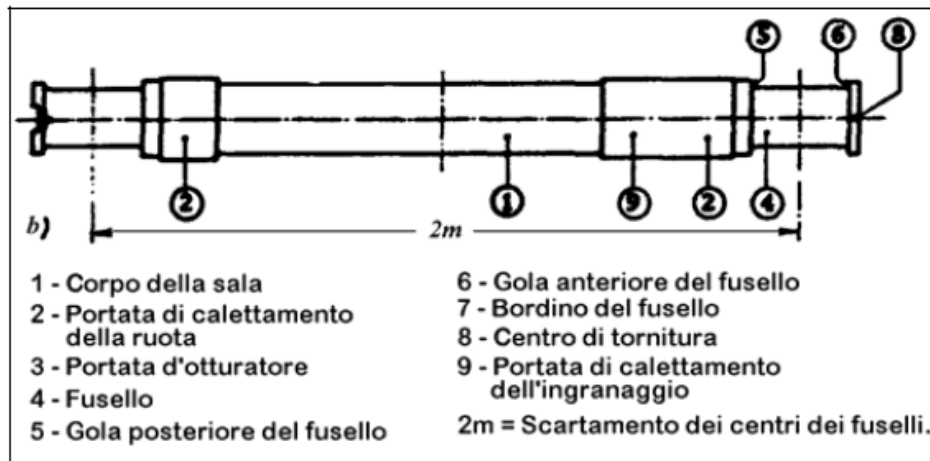 5 6 8
2 1 9 2 4
b) 2m
1 - Corpo della sala
2 - Portata di calettamento
della ruota
3 - Portata d'otturatore
4 - Fusello
5 - Gola posteriore del fusello
6 - Gola anteriore del fusello
7 - Bordino del fusello
8 - Centro di tornitura
9 - Portata di calettamento
dell'ingranaggio
2m = Scartamento dei centri dei fuselli.